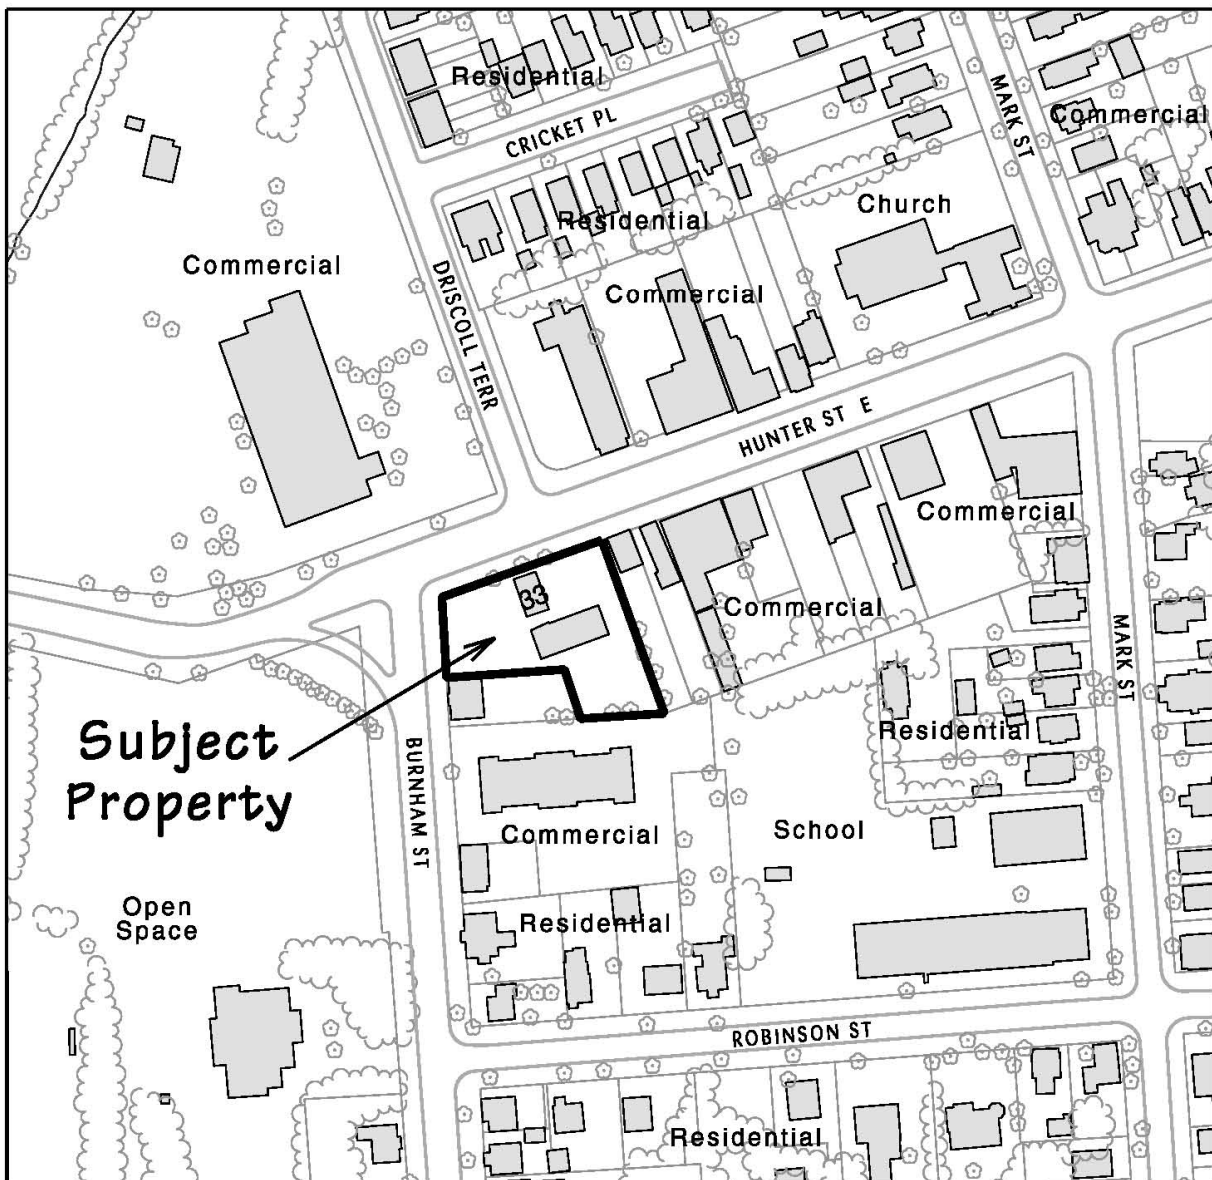 Residential
MARK ST
Commercial
CRICKET PL
Church
Residential
Commercial
DRISCOLL TERR
Commercial
HUNTER ST E
Commercial
33
Commercial
MARK ST
Subject
Property
Residential
BURNHAM ST
Commercial
School
Open
Space
Residential
ROBINSON ST
Residential